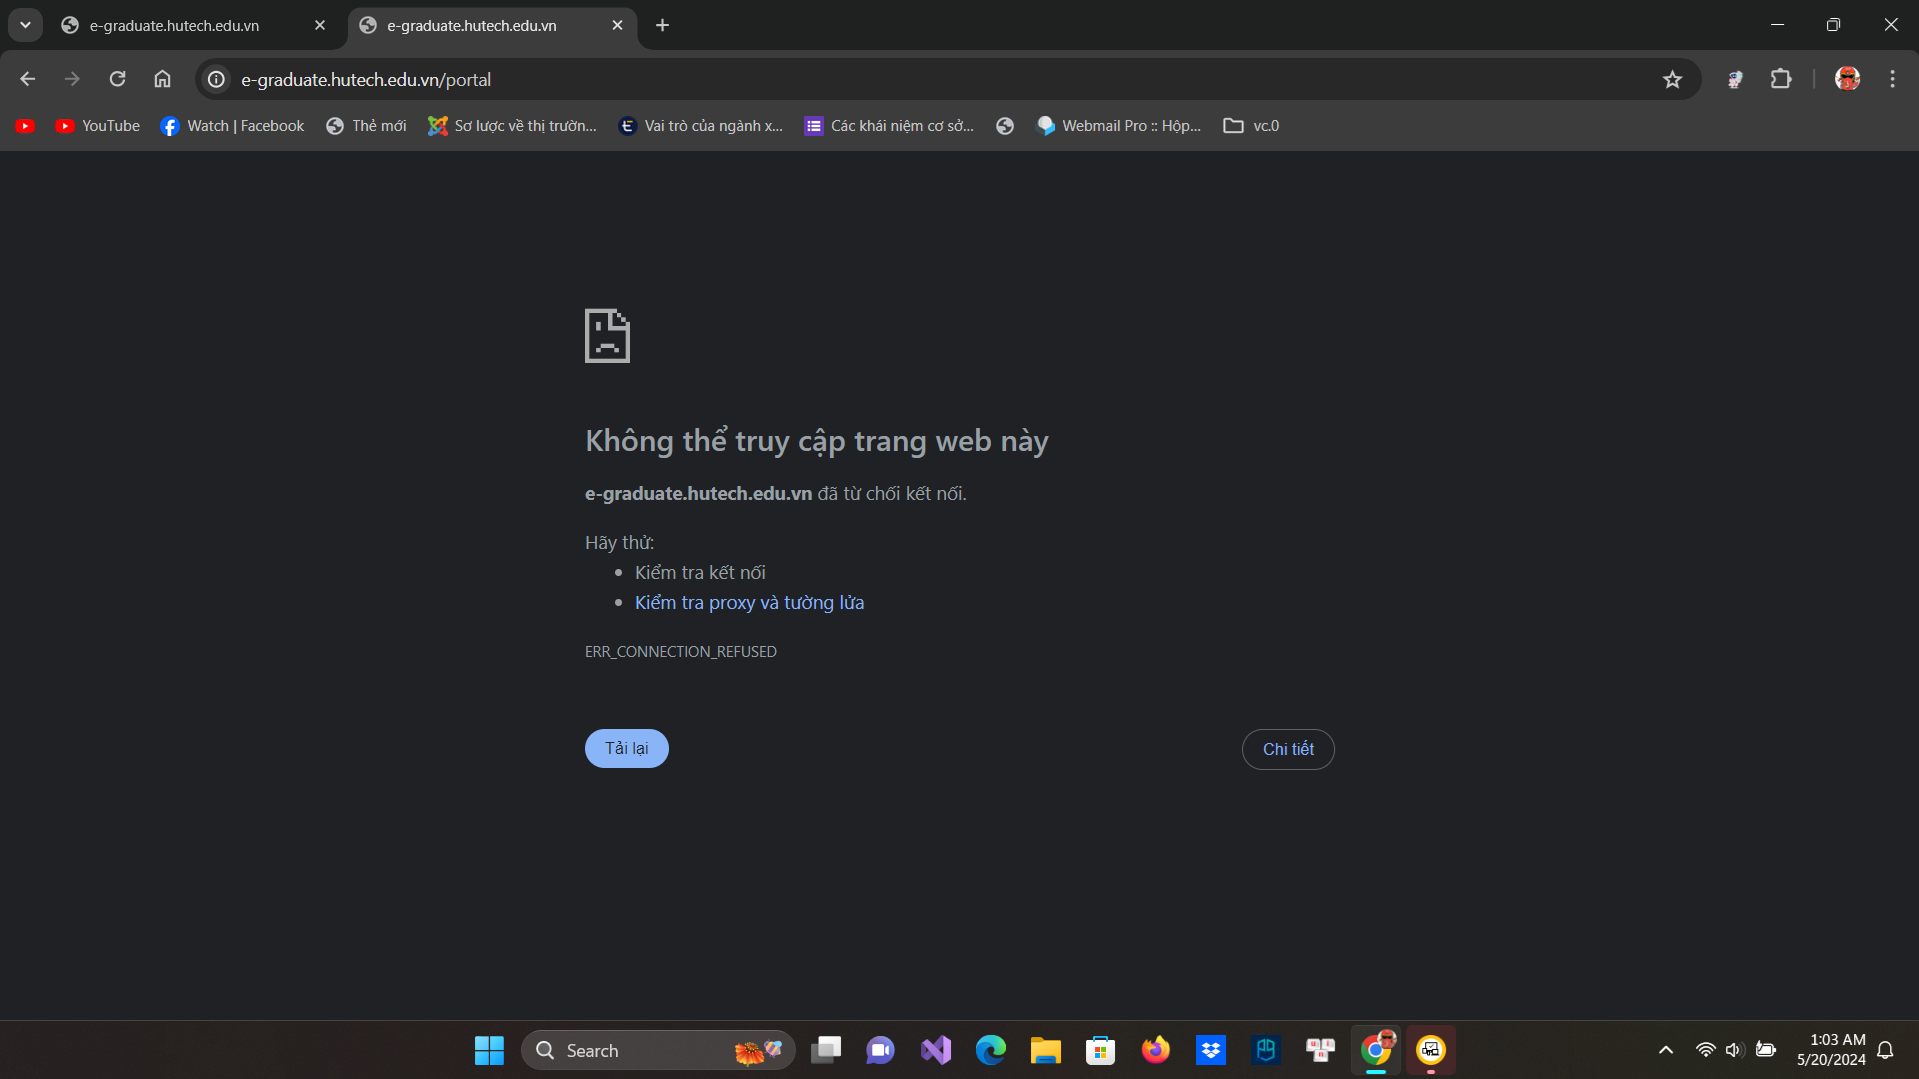 e-graduate.hutech.edu.vn
e-graduate.hutech.edu.vn
e-graduate.hutech.edu.vn/portal
YouTube
Watch | Facebook
Thẻ mới
Sơ lược về thị trườn...
Vai trò của ngành x...
Các khái niệm cơ sở...
Webmail Pro :: Hộp...
vc.0
Không thể truy cập trang web này
e-graduate.hutech.edu.vn đã từ chối kết nối.
Hãy thử:
Kiểm tra kết nối
Kiểm tra proxy và tường lửa
ERR_CONNECTION_REFUSED
Tải lại
Chi tiết
Search
1:03 AM
5/20/2024